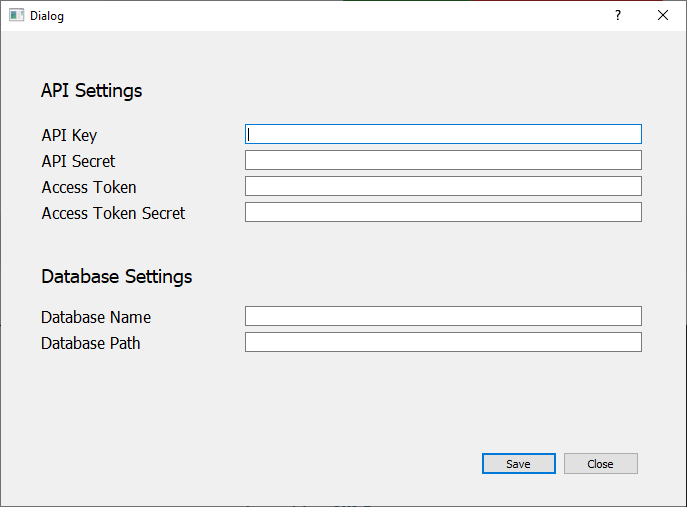 Dialog
?
API Settings
API Key
API Secret
Access Token
Access Token Secret
Database Settings
Database Name
Database Path
Save Close